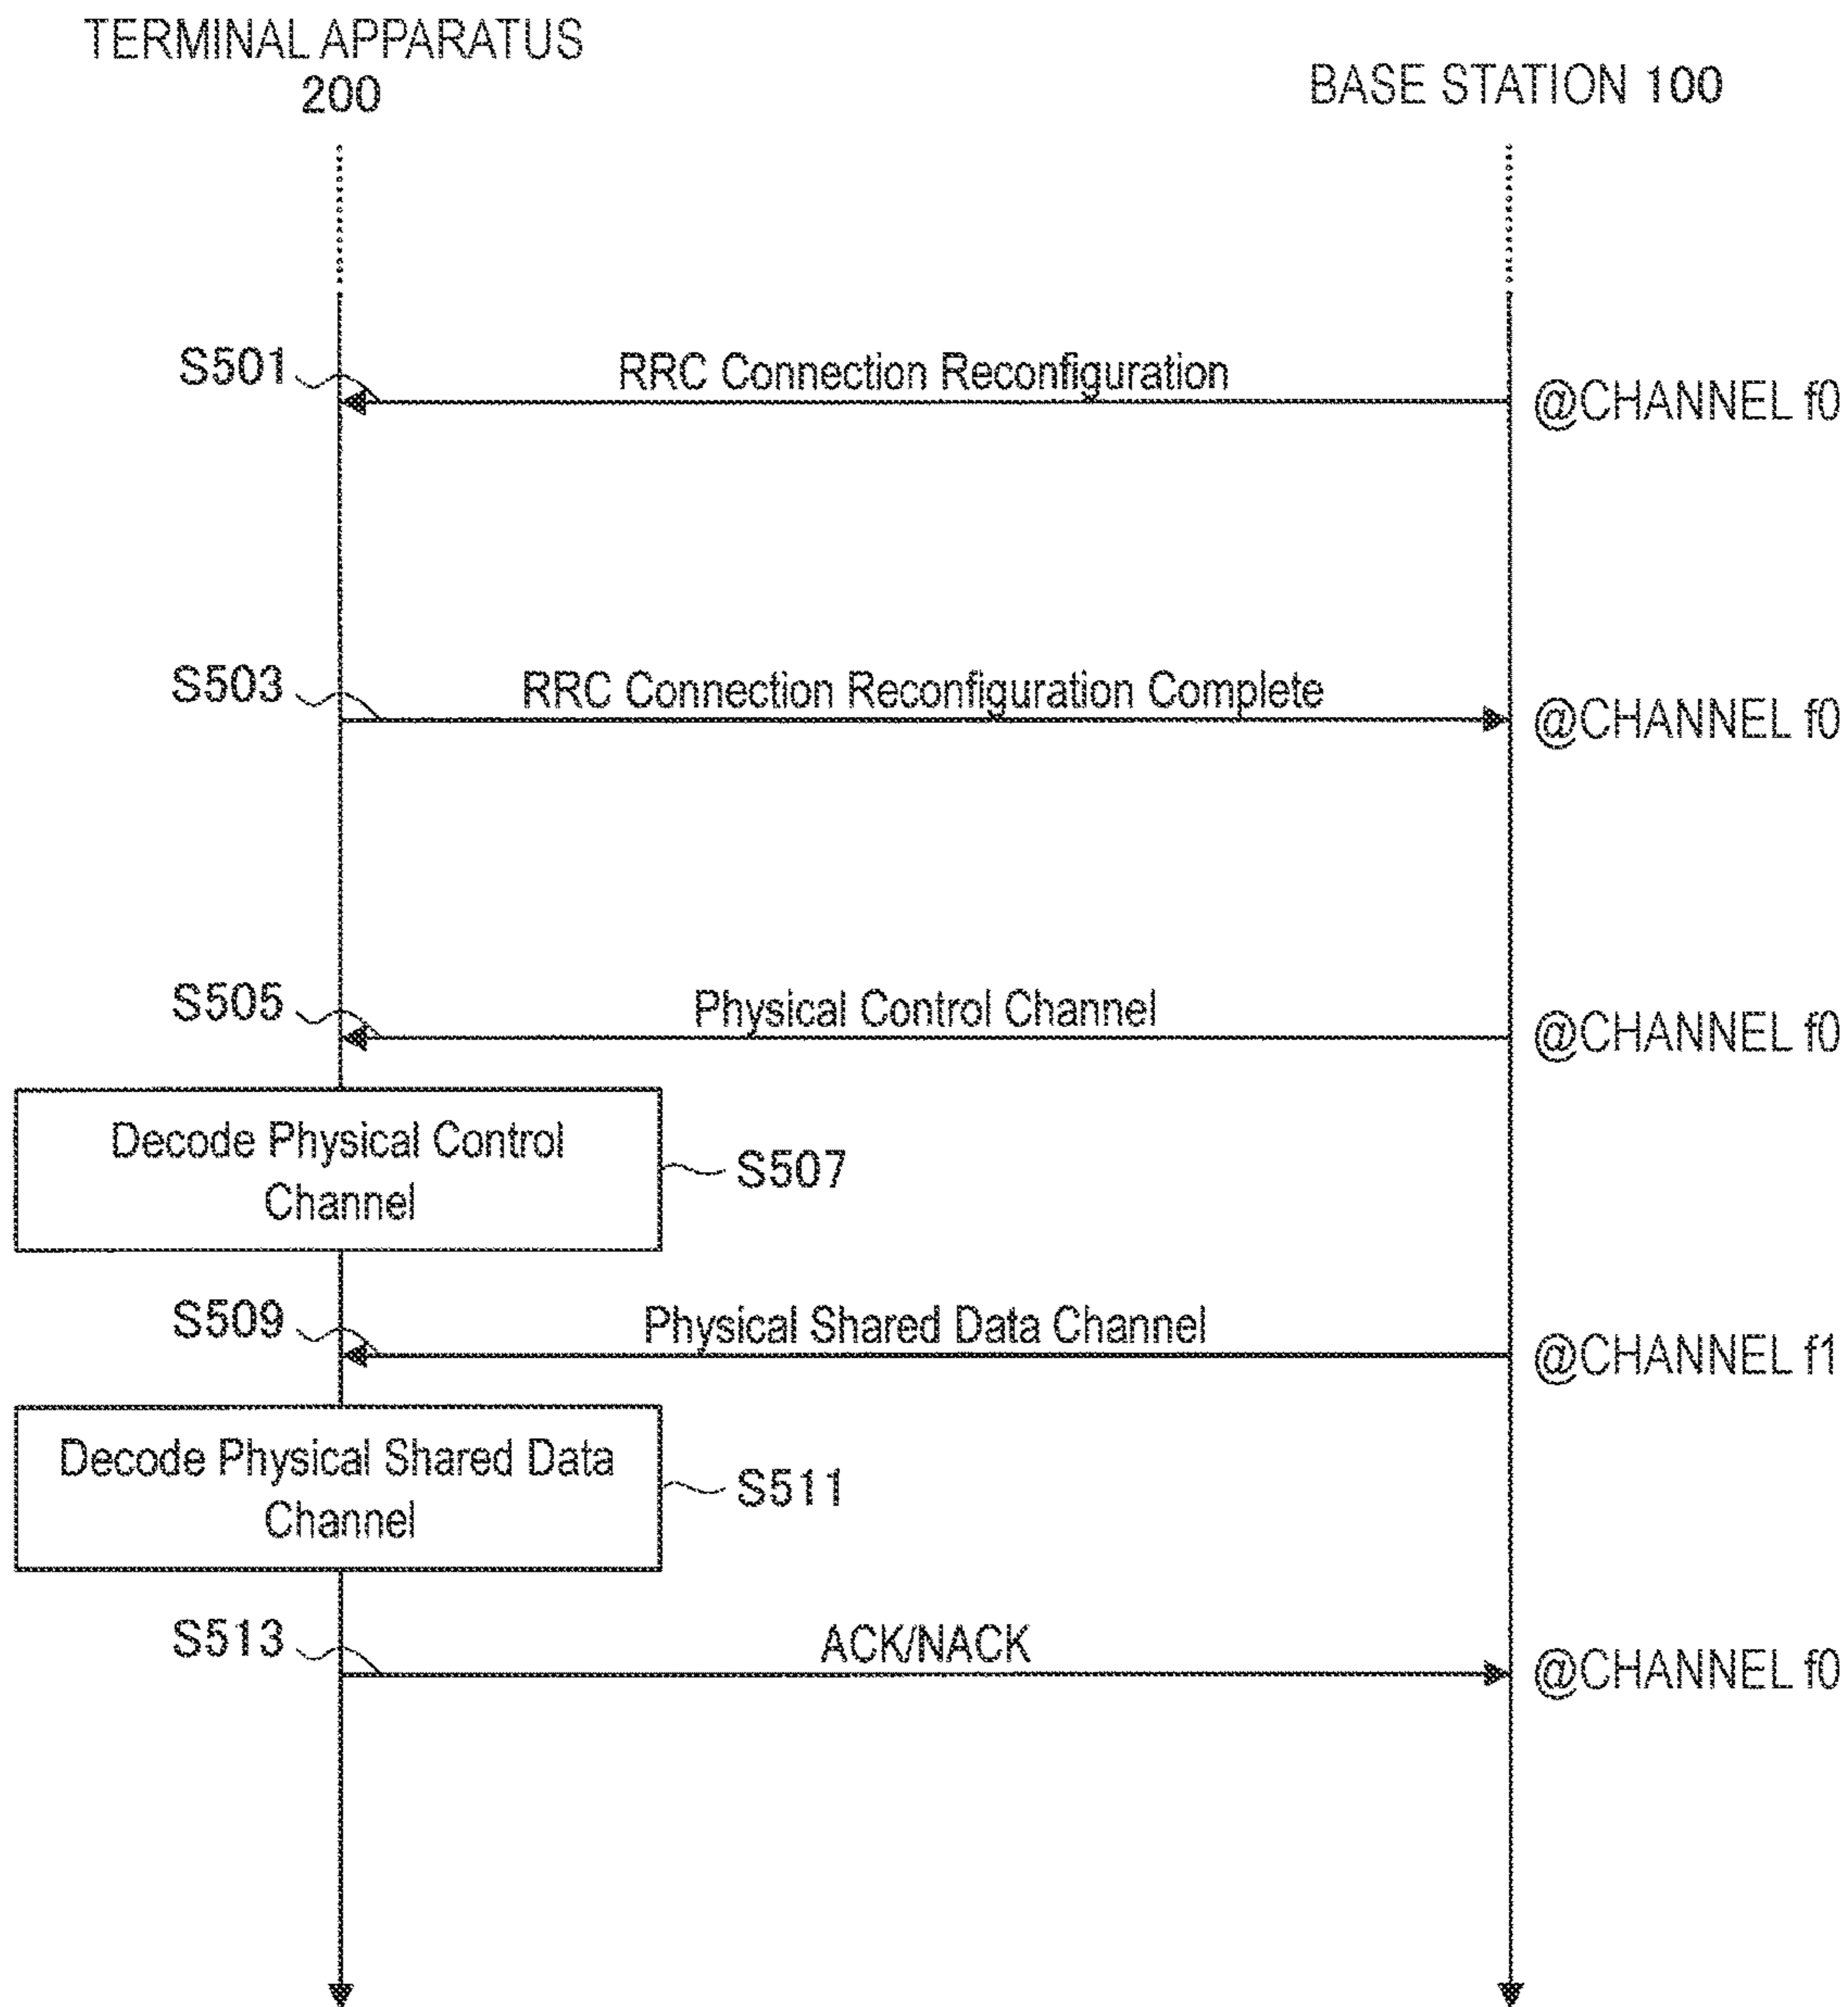 TERMINAL APPARATUS
200
BASE STATION 100
S501
RRC Connection Reconfiguration
@CHANNEL f0
S503
RRC Connection Reconfiguration Complete
@CHANNEL f0
S505
Physical Control Channel
@CHANNEL f0
Decode Physical Control
Channel
S507
S509
Physical Shared Data Channel
@CHANNEL f1
Decode Physical Shared Data
Channel
S511
S513
ACK/NACK
@CHANNEL f0